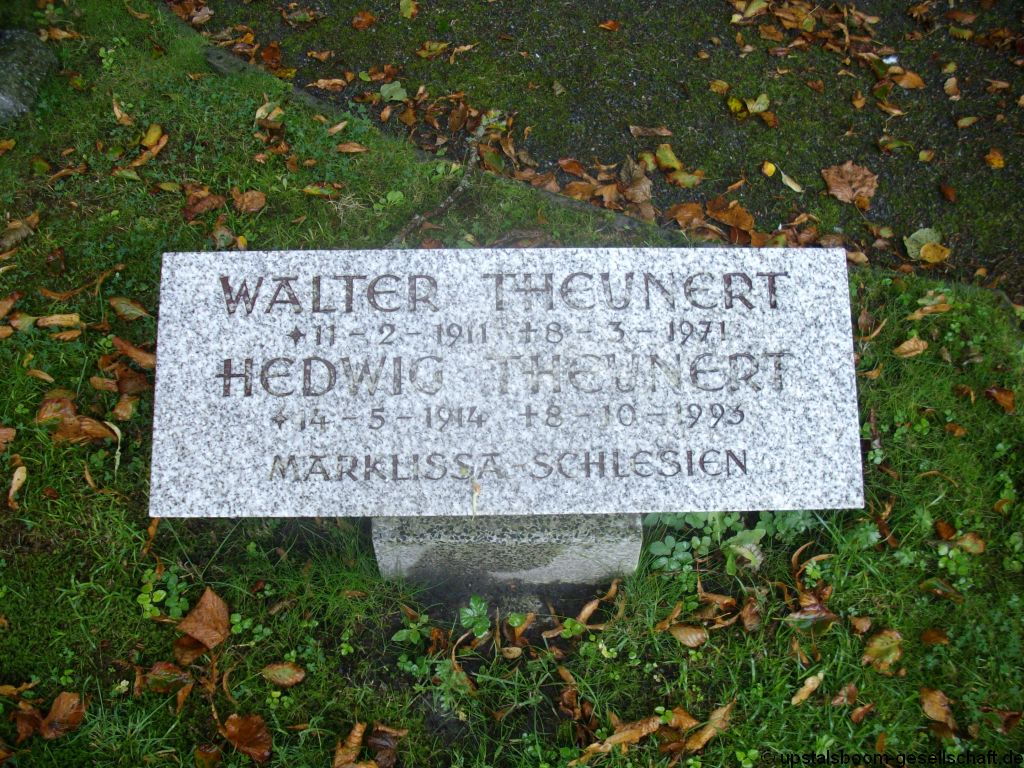 WALTER THEUNERT
*11-2-1911 +8-3-1971
HEDWIG THEUNERT
*14-5-1914 +8-10-1993
MARKLISSA-SCHLESIEN
© upstalsboom-gesellschaft.de